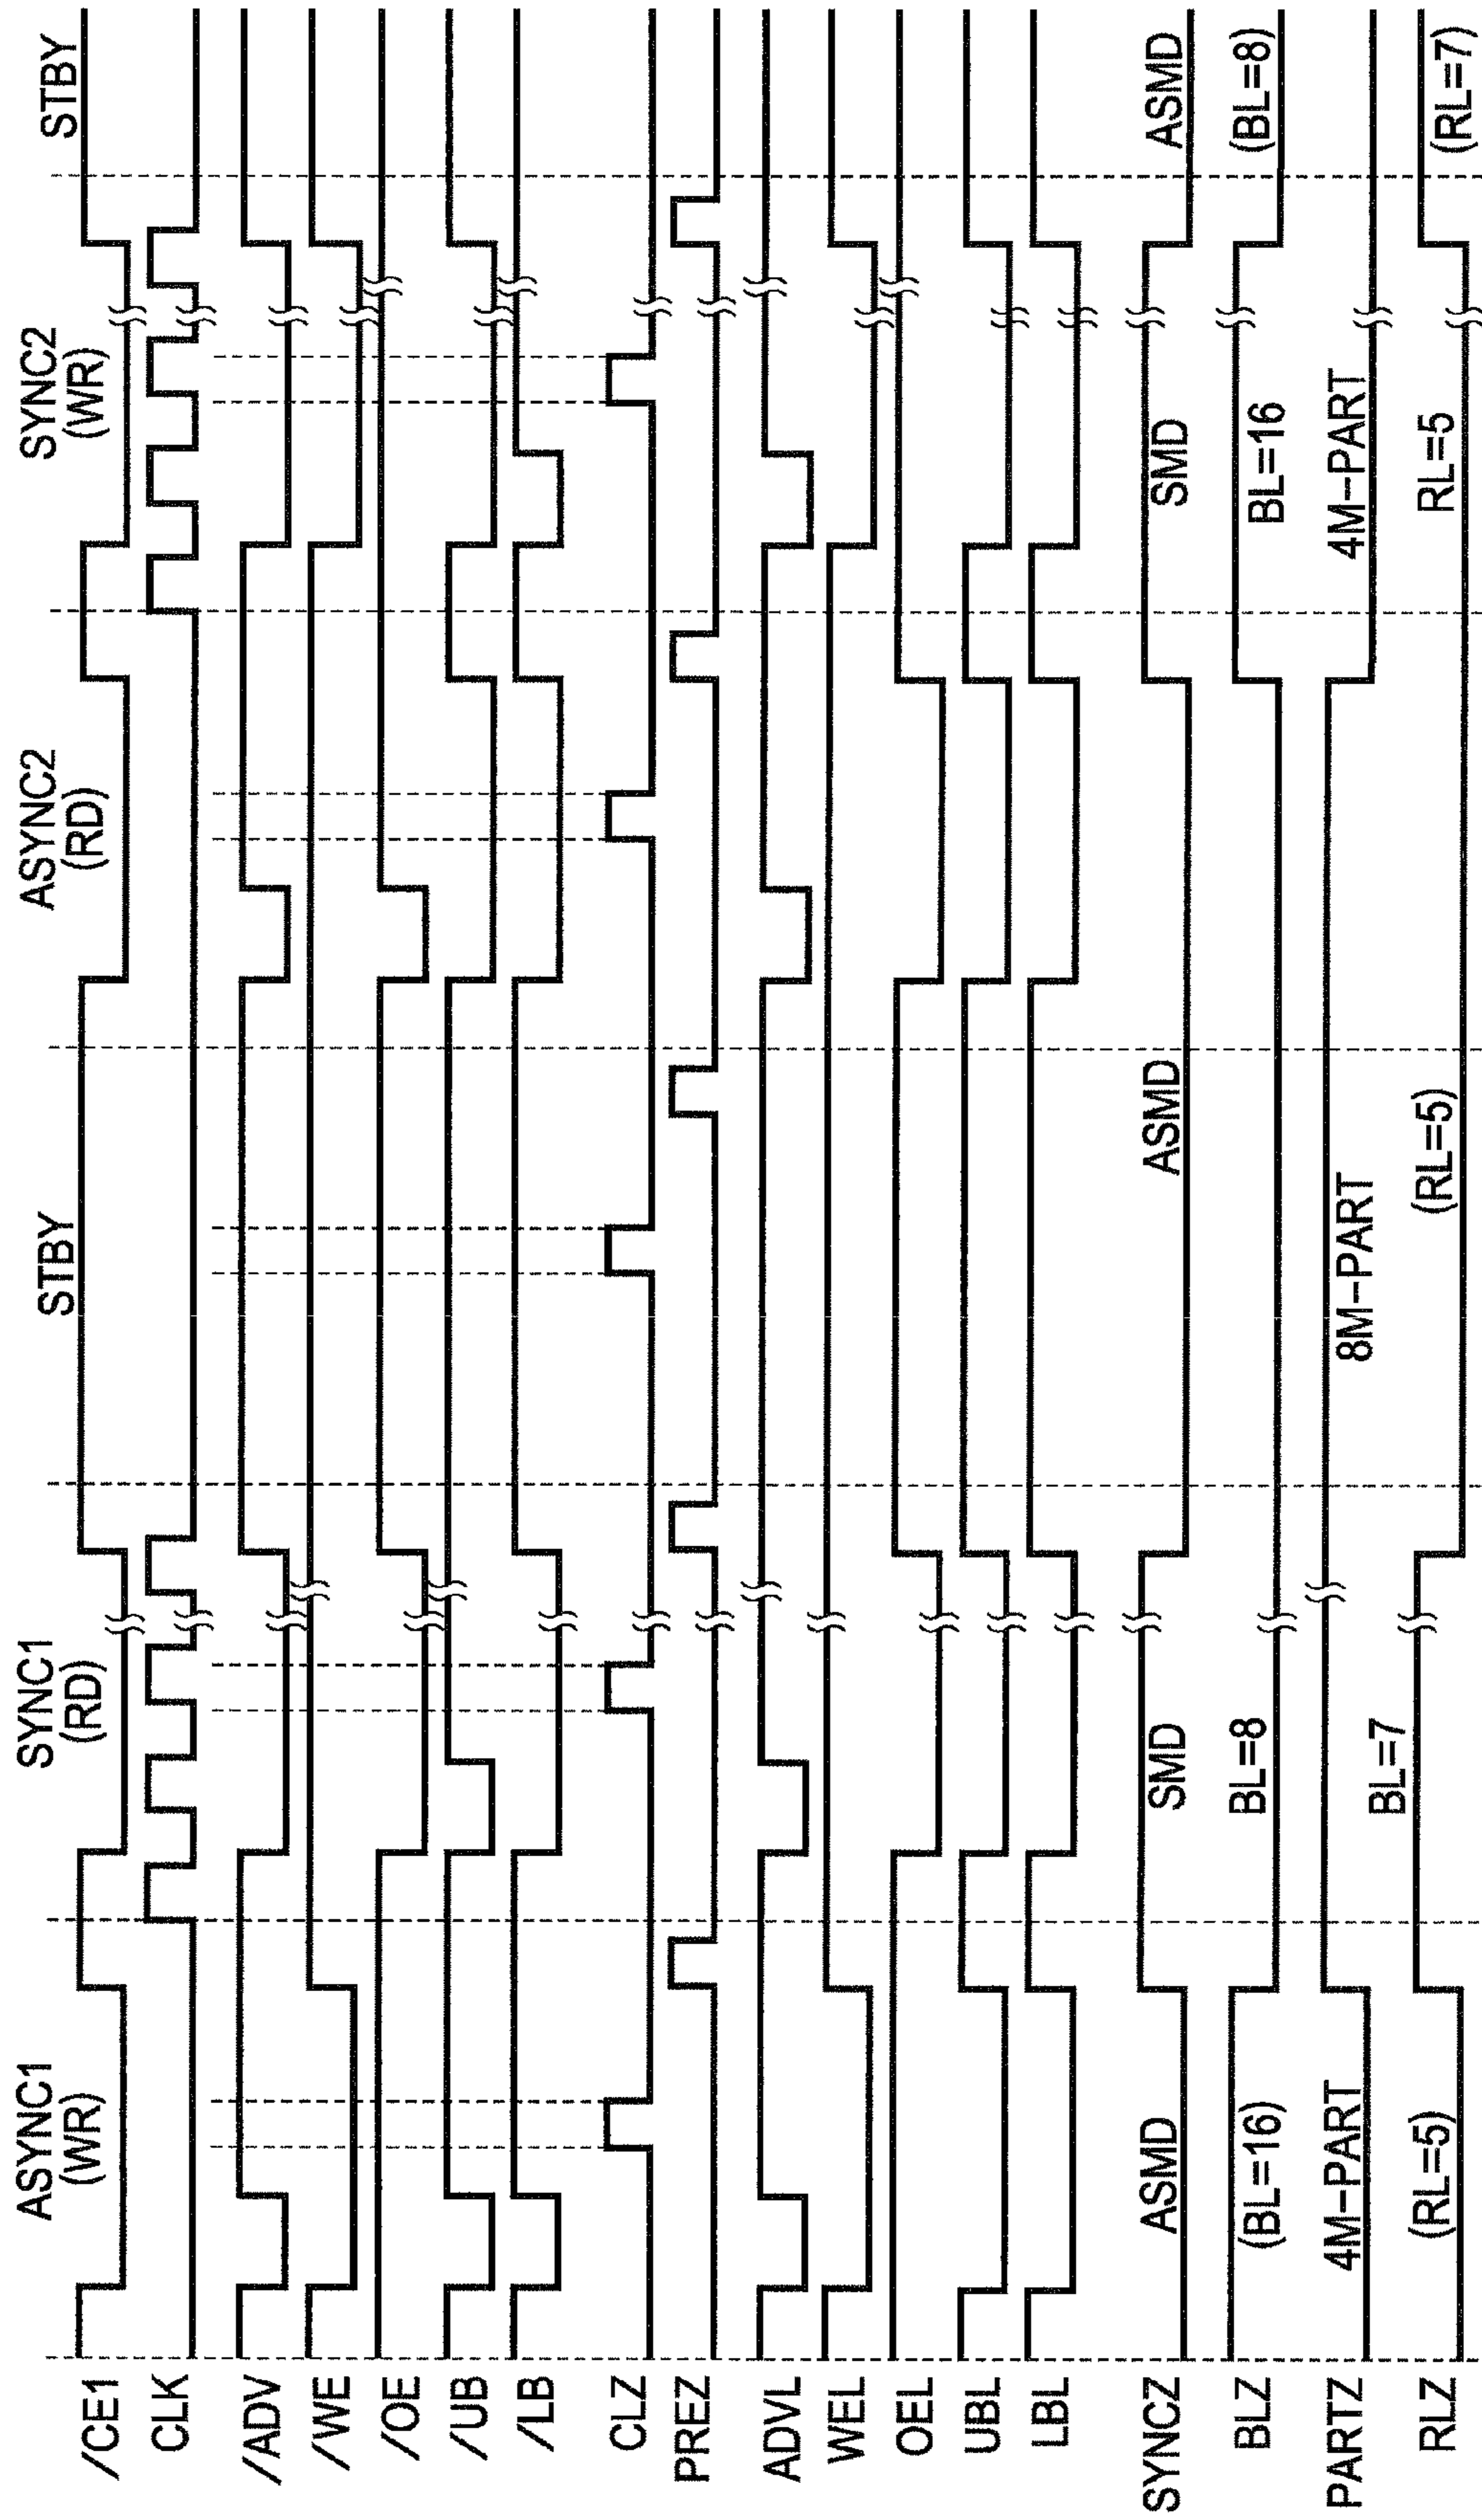 ASYNC1
(WR)
SYNC1
(RD)
STBY
ASYNC2
(RD)
SYNC2
(WR)
STBY
/CE1
CLK
/ADV
/WE
/OE
/UB
/LB
CLZ
PREZ
ADVL
WEL
OEL
UBL
LBL
SYNCZ
ASMD
SMD
ASMD
SMD
ASMD
BLZ
(BL=16)
BL=8
BL=16
(BL=8)
PARTZ
4M-PART
8M-PART
4M-PART
RLZ
(RL=5)
BL=7
(RL=5)
RL=5
(RL=7)